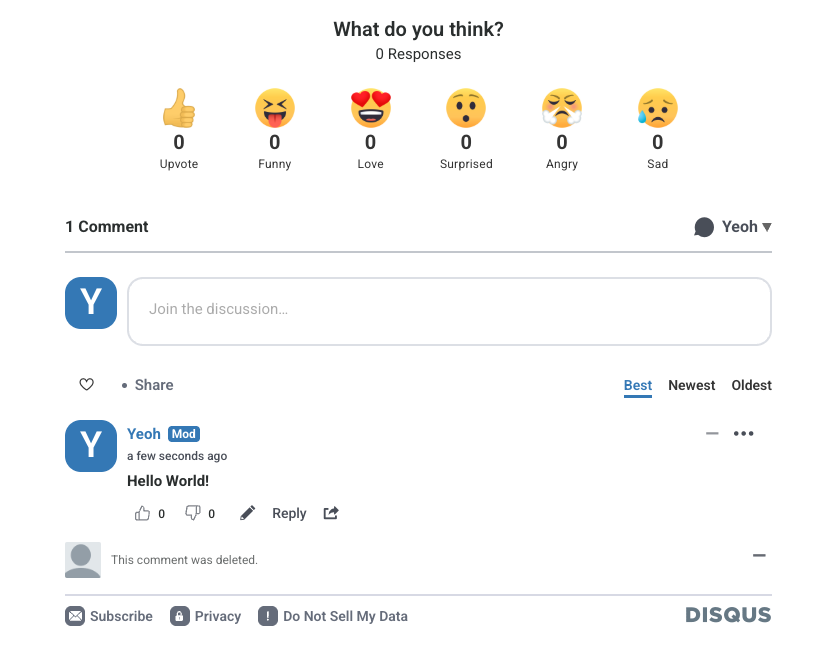 What do you think?
0 Responses
0 0 0 0 0 0
Upvote Funny Love Surprised Angry Sad
1 Comment Yeoh ▼
Y Join the discussion...
• Share Best Newest Oldest
Y Yeoh Mod
a few seconds ago
Hello World!
0 0 Reply
This comment was deleted.
Subscribe Privacy ! Do Not Sell My Data DISQUS